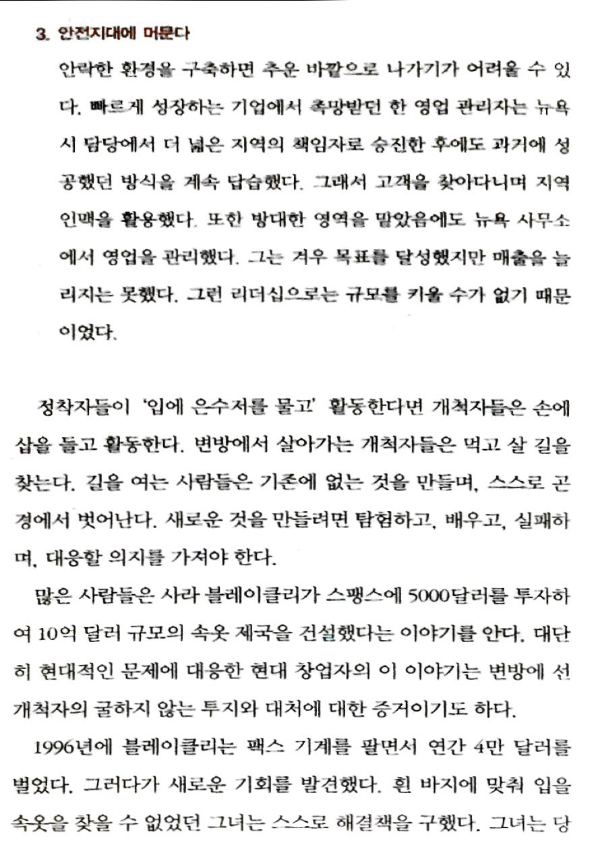 3. 안전지대에 머문다
안락한 환경을 구축하면 추운 바깥으로 나가기가 어려울 수 있
다. 빠르게 성장하는 기업에서 촉망받던 한 영업 관리자는 뉴욕
시 담당에서 더 넓은 지역의 책임자로 승진한 후에도 과거에 성
공했던 방식을 계속 답습했다. 그래서 고객을 찾아다니며 지역
인맥을 활용했다. 또한 방대한 영역을 맡았음에도 뉴욕 사무소
에서 영업을 관리했다. 그는 겨우 목표를 달성했지만 매출을 늘
리지는 못했다. 그런 리더십으로는 규모를 키울 수가 없기 때문
이었다.
정착자들이 ‘입에 은수저를 물고’ 활동한다면 개척자들은 손에
삽을 들고 활동한다. 변방에서 살아가는 개척자들은 먹고 살 길을
찾는다. 길을 여는 사람들은 기존에 없는 것을 만들며, 스스로 곤
경에서 벗어난다. 새로운 것을 만들려면 탐험하고, 배우고, 실패하
며, 대응할 의지를 가져야 한다.
많은 사람들은 사라 블레이클리가 스팽스에 5000달러를 투자하
여 10억 달러 규모의 속옷 제국을 건설했다는 이야기를 안다. 대단
히 현대적인 문제에 대응한 현대 창업자의 이 이야기는 변방에 선
개척자의 굴하지 않는 투지와 대처에 대한 증거이기도 하다.
1996년에 블레이클리는 팩스 기계를 팔면서 연간 4만 달러를
벌었다. 그러다가 새로운 기회를 발견했다. 흰 바지에 맞춰 입을
속옷을 찾을 수 없었던 그녀는 스스로 해결책을 구했다. 그녀는 당